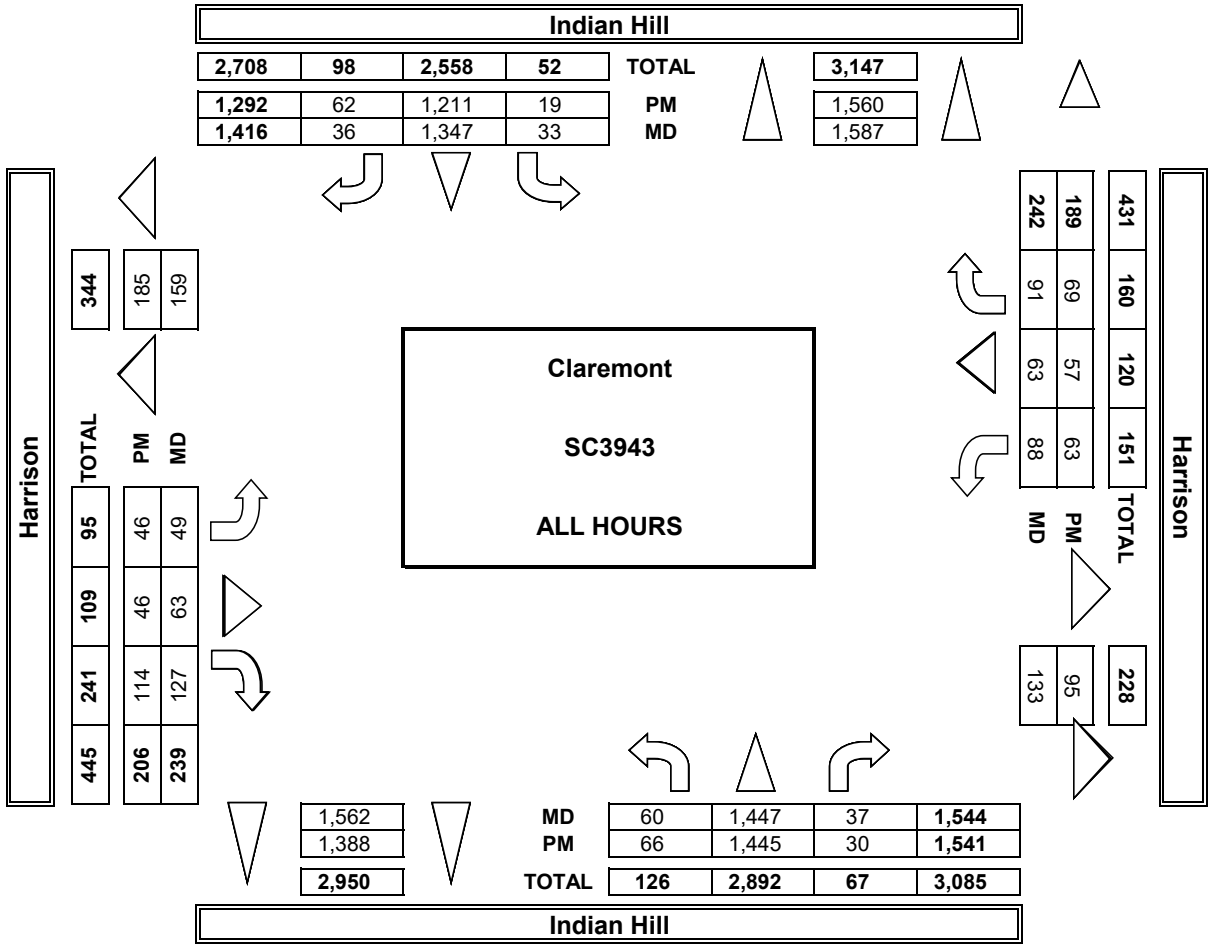 Indian Hill
2,708 98 2,558 52 TOTAL 3,147
1,292 62 1,211 19 PM 1,560
1,416 36 1,347 33 MD 1,587
Harrison
344
185
159
TOTAL
PM
MD
95 46 49
109 46 63
241 114 127
445 206 239
Claremont
SC3943
ALL HOURS
242 189 431
91 69 160
63 57 120
88 63 151
MD PM TOTAL
133 95 228
Harrison
1,562 MD 60 1,447 37 1,544
1,388 PM 66 1,445 30 1,541
2,950 TOTAL 126 2,892 67 3,085
Indian Hill